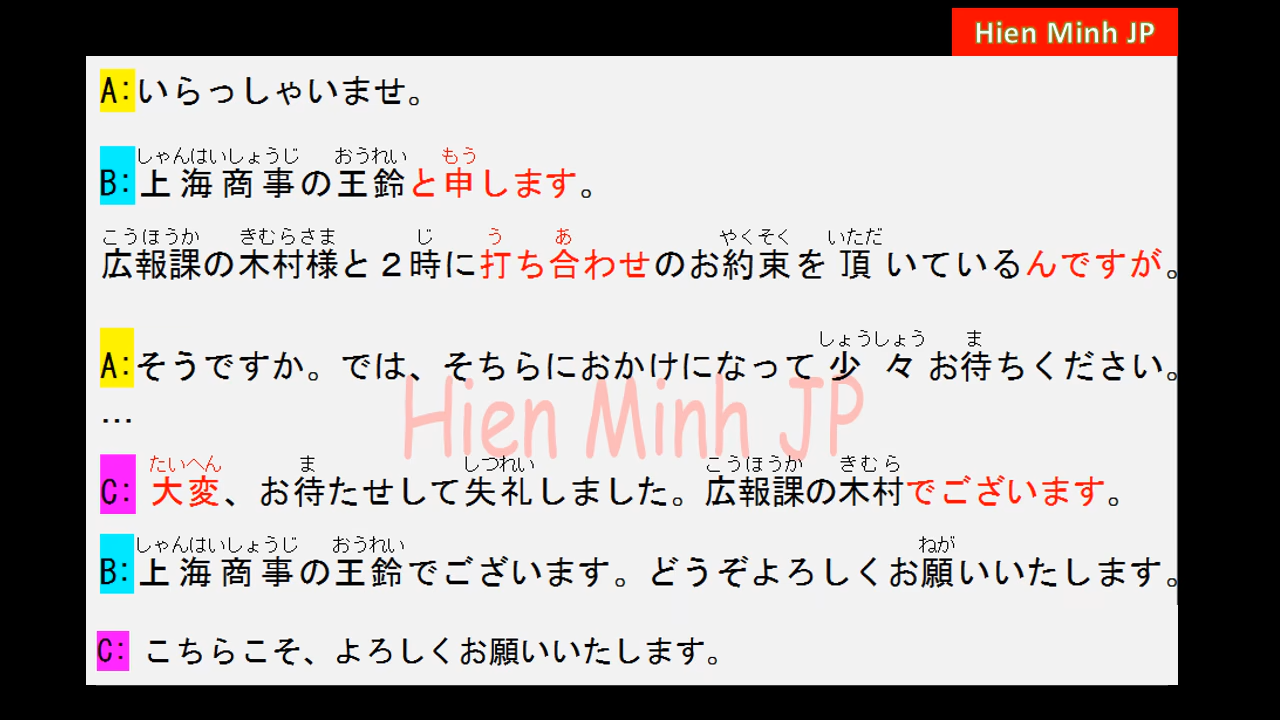 Hien Minh JP
A:いらっしゃいませ。
しゃんはいしょうじ おうれい もう
B:上海商事の王鈴と申します。
こうほうか きむらさま じ う あ やくそく いただ
広報課の木村様と２時に打ち合わせのお約束を頂いているんですが。
しょうしょう ま
A:そうですか。では、そちらにおかけになって少々お待ちください。
...
Hien Minh JP
たいへん ま しつれい こうほうか きむら
C:大変、お待たせして失礼しました。広報課の木村でございます。
しゃんはいしょうじ おうれい ねが
B:上海商事の王鈴でございます。どうぞよろしくお願いいたします。
C:こちらこそ、よろしくお願いいたします。